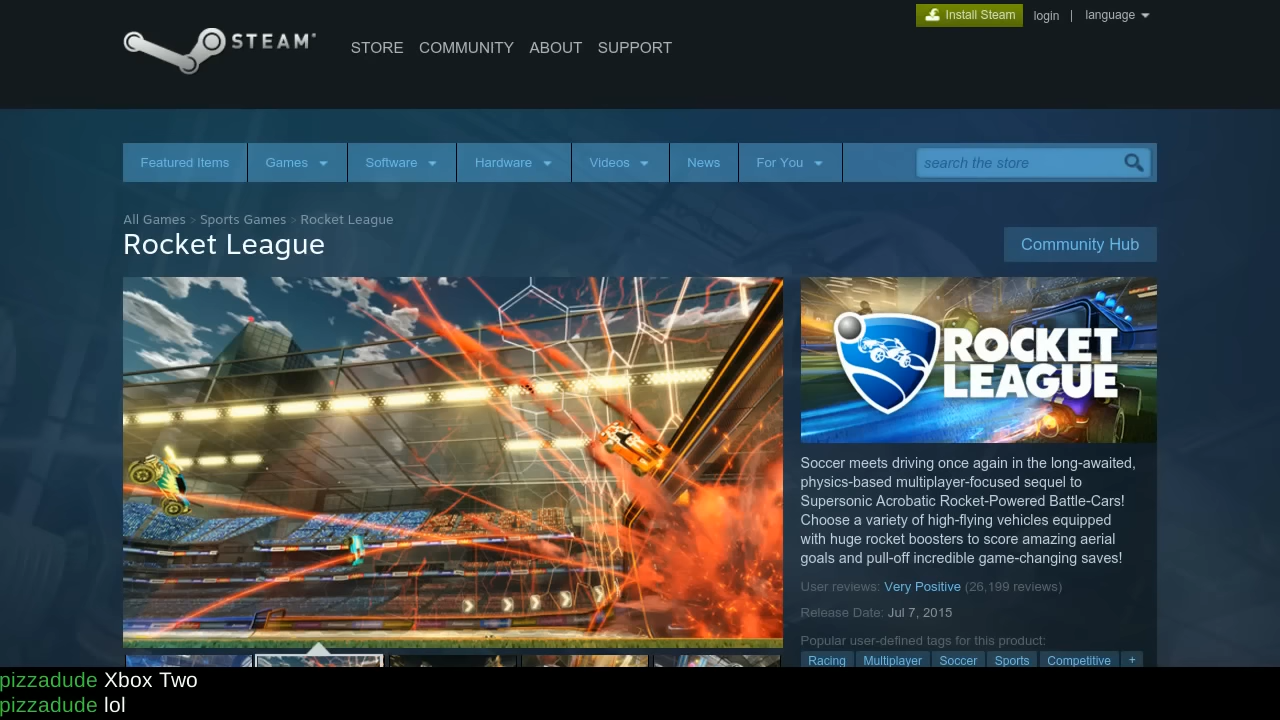 Install Steam login | language
STEAM®
STORE COMMUNITY ABOUT SUPPORT
Featured Items Games Software Hardware Videos News For You search the store
All Games > Sports Games > Rocket League
Rocket League
Community Hub
ROCKET
LEAGUE
Soccer meets driving once again in the long-awaited,
physics-based multiplayer-focused sequel to
Supersonic Acrobatic Rocket-Powered Battle-Cars!
Choose a variety of high-flying vehicles equipped
with huge rocket boosters to score amazing aerial
goals and pull-off incredible game-changing saves!
User reviews: Very Positive (26,199 reviews)
Release Date: Jul 7, 2015
Popular user-defined tags for this product:
Racing Multiplayer Soccer Sports Competitive +
pizzadude Xbox Two
pizzadude lol